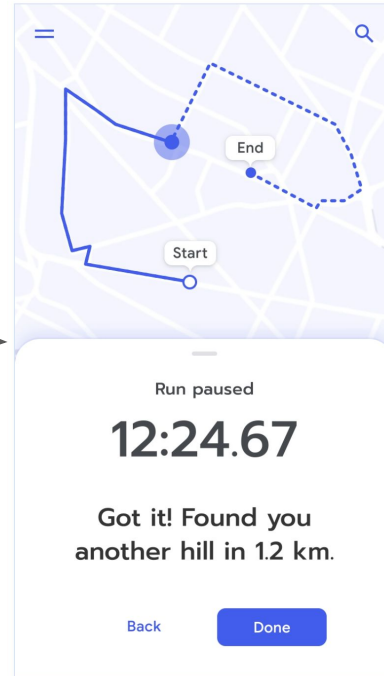 End
Start
Run paused
12:24.67
Got it! Found you
another hill in 1.2 km.
Back
Done